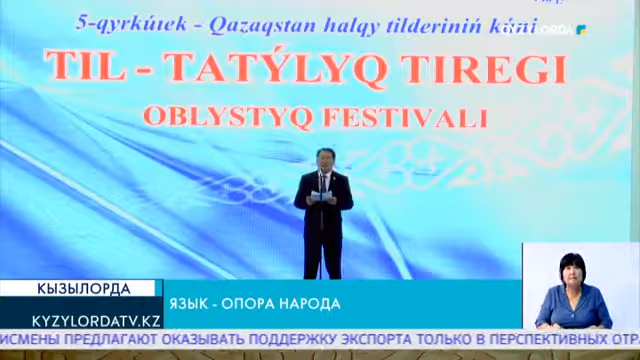 5-qyrkúıek - Qazaqstan halqy tilderiniń kúni
QYZYLORDA
TIL - TATÝLYQ TIREGI
OBLYSTYQ FESTIVALI
КЫЗЫЛОРДА
ЯЗЫК - ОПОРА НАРОДА
KYZYLORDATV.KZ
ИСМЕНЫ ПРЕДЛАГАЮТ ОКАЗЫВАТЬ ПОДДЕРЖКУ ЭКСПОРТА ТОЛЬКО В ПЕРСПЕКТИВНЫХ ОТР